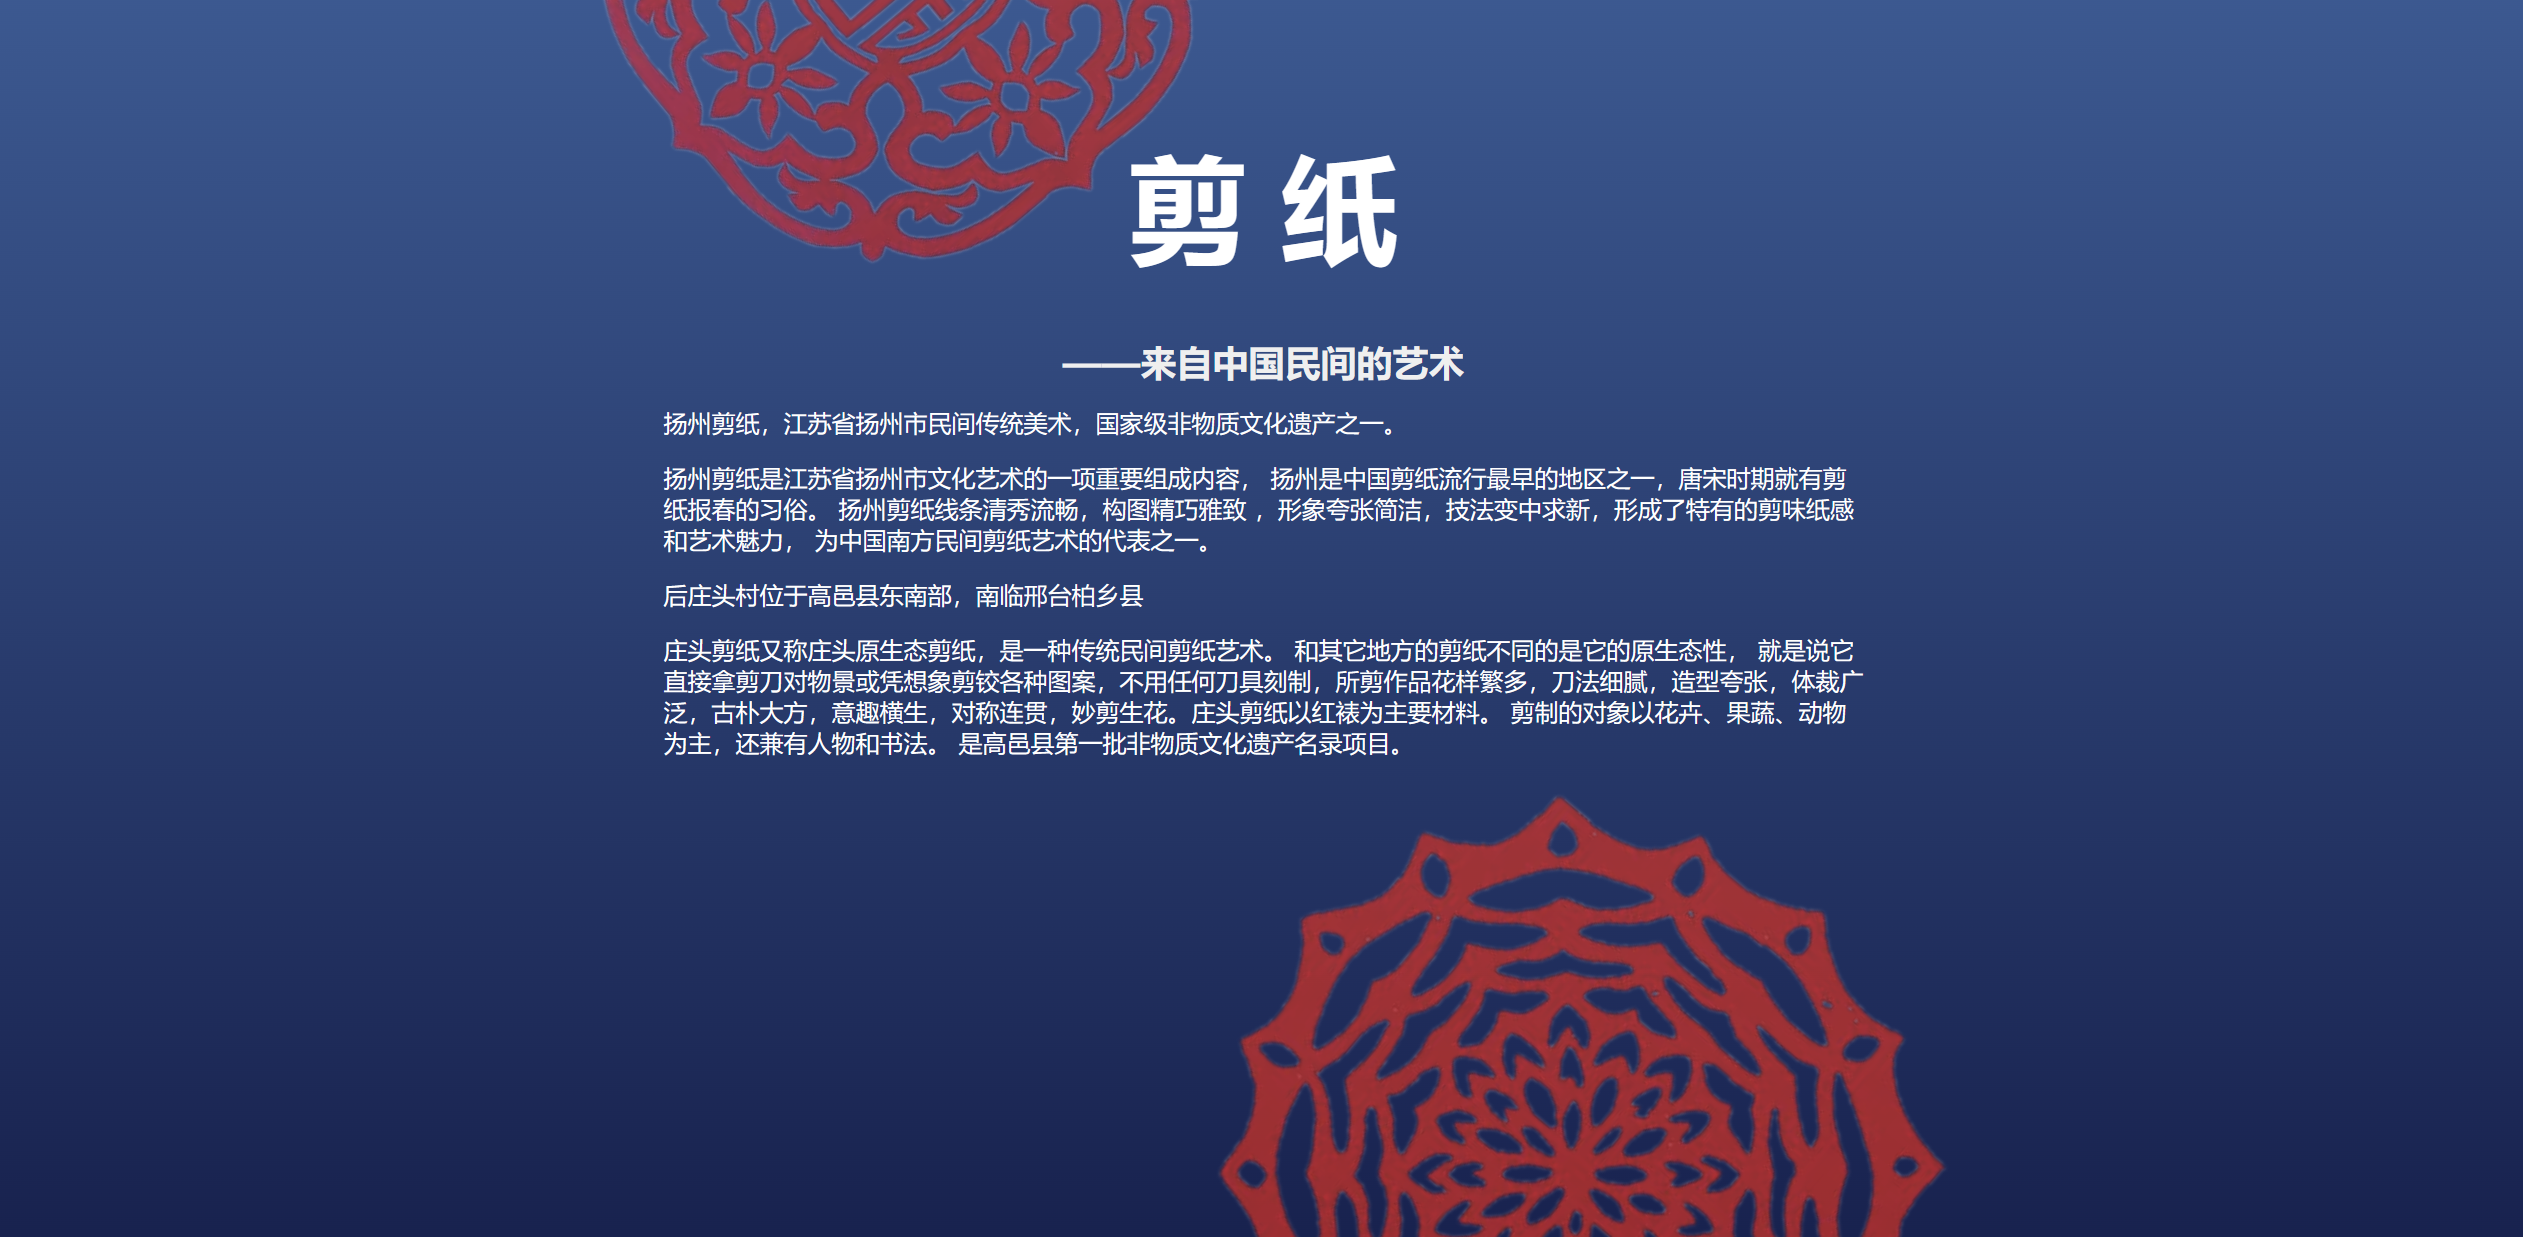 剪 纸
——来自中国民间的艺术
扬州剪纸，江苏省扬州市民间传统美术，国家级非物质文化遗产之一。
扬州剪纸是江苏省扬州市文化艺术的一项重要组成内容， 扬州是中国剪纸流行最早的地区之一，唐宋时期就有剪
纸报春的习俗。 扬州剪纸线条清秀流畅，构图精巧雅致 ，形象夸张简洁，技法变中求新，形成了特有的剪味纸感
和艺术魅力， 为中国南方民间剪纸艺术的代表之一。
后庄头村位于高邑县东南部，南临邢台柏乡县
庄头剪纸又称庄头原生态剪纸，是一种传统民间剪纸艺术。 和其它地方的剪纸不同的是它的原生态性， 就是说它
直接拿剪刀对物景或凭想象剪铰各种图案，不用任何刀具刻制，所剪作品花样繁多，刀法细腻，造型夸张，体裁广
泛，古朴大方，意趣横生，对称连贯，妙剪生花。庄头剪纸以红裱为主要材料。 剪制的对象以花卉、果蔬、动物
为主，还兼有人物和书法。 是高邑县第一批非物质文化遗产名录项目。